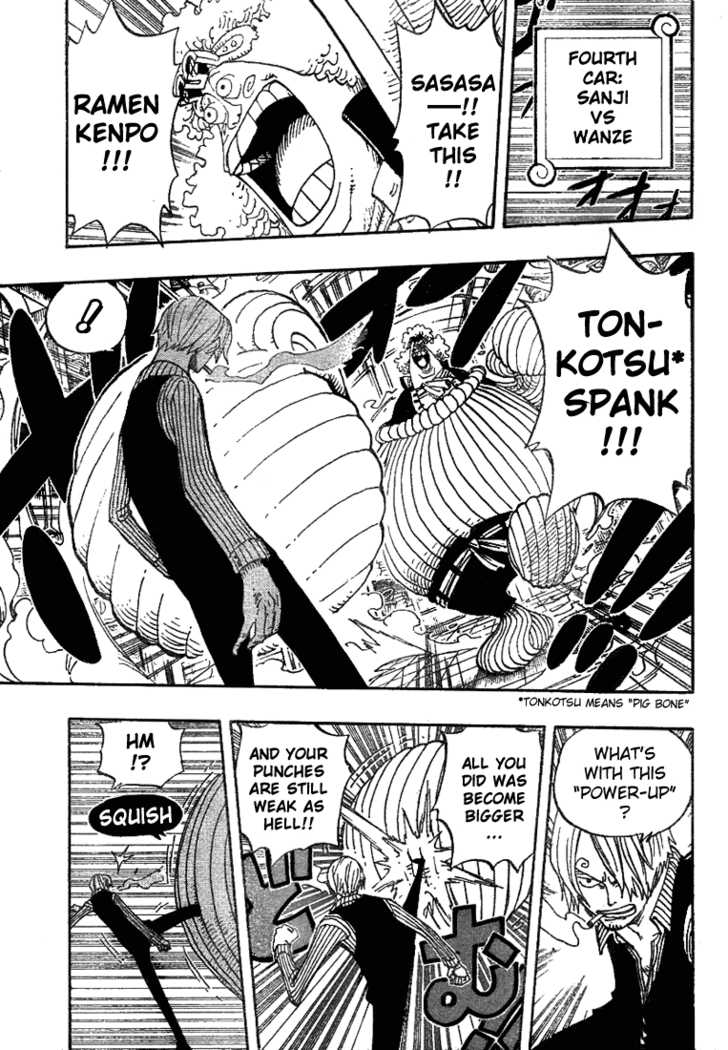 FOURTH
CAR:
SANJI
VS
WANZE
オオオ
SASASA
—!!
TAKE
THIS
!!
RAMEN
KENPO
!!!
TON-
KOTSU*
SPANK
!!!
!
*TONKOTSU MEANS "PIG BONE"
WHAT'S
WITH THIS
"POWER-UP"
?
ALL YOU
DID WAS
BECOME
BIGGER
...
AND YOUR
PUNCHES
ARE STILL
WEAK AS
HELL!!
HM
!?
SQUISH